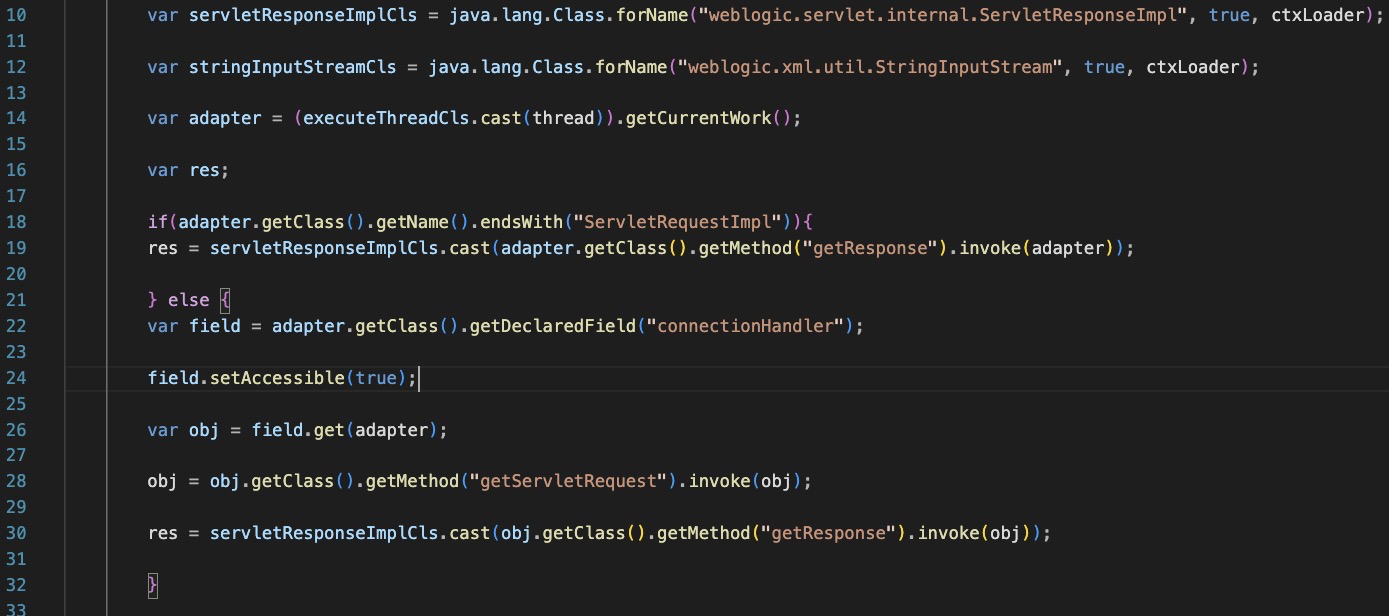 10 var servletResponseImplCls = java.lang.Class.forName("weblogic.servlet.internal.ServletResponseImpl", true, ctxLoader);
11
12 var stringInputStreamCls = java.lang.Class.forName("weblogic.xml.util.StringInputStream", true, ctxLoader);
13
14 var adapter = (executeThreadCls.cast(thread)).getCurrentWork();
15
16 var res;
17
18 if(adapter.getClass().getName().endsWith("ServletRequestImpl")){
19 res = servletResponseImplCls.cast(adapter.getClass().getMethod("getResponse").invoke(adapter));
20
21 } else {
22 var field = adapter.getClass().getDeclaredField("connectionHandler");
23
24 field.setAccessible(true);
25
26 var obj = field.get(adapter);
27
28 obj = obj.getClass().getMethod("getServletRequest").invoke(obj);
29
30 res = servletResponseImplCls.cast(obj.getClass().getMethod("getResponse").invoke(obj));
31
32 }
33